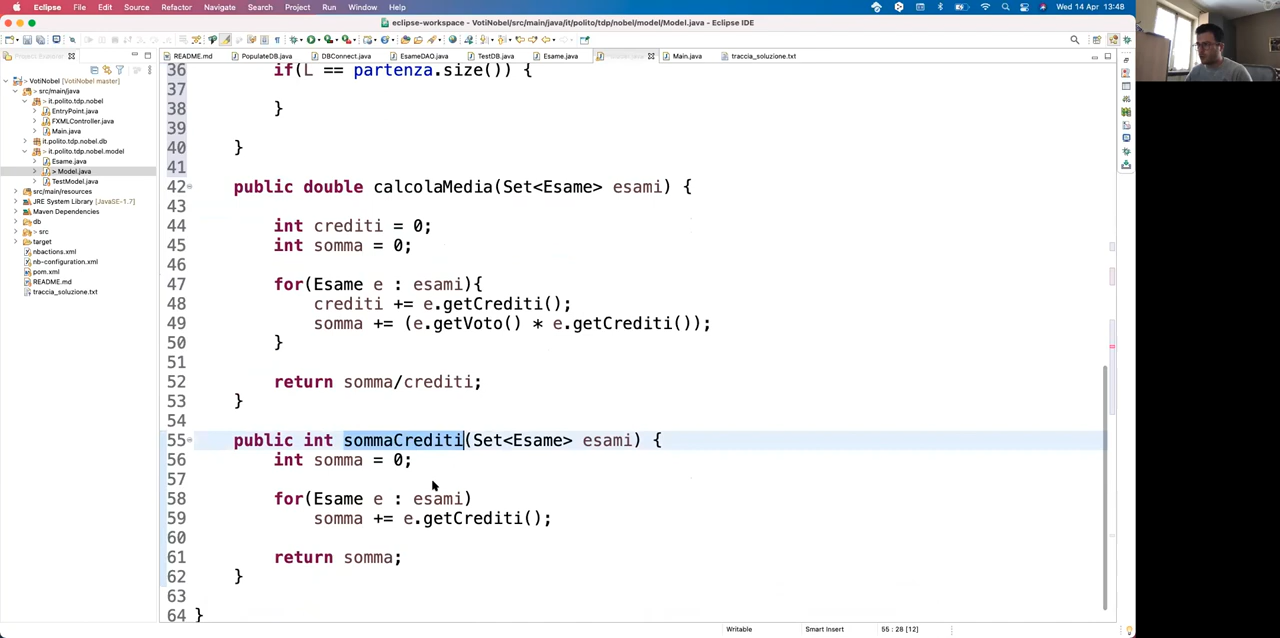 Eclipse File Edit Source Refactor Navigate Search Project Run Window Help Wed 14 Apr 13:48
eclipse-workspace - VotiNobel/src/main/java/it/polito/tdp/nobel/model/Model.java - Eclipse IDE
README.md PopulateDB.java DBConnect.java EsameDAO.java TestDB.java Esame.java Main.java traccia_soluzione.txt
VotiNobel [VotiNobel master]
src/main/java
it.polito.tdp.nobel
EntryPoint.java
FXMLController.java
Main.java
it.polito.tdp.nobel.db
it.polito.tdp.nobel.model
Esame.java
> Model.java
TestModel.java
src/main/resources
JRE System Library [JavaSE-1.7]
Maven Dependencies
db
src
target
nbactions.xml
nb-configuration.xml
pom.xml
README.md
traccia_soluzione.txt
36 if(L == partenza.size()) {
37
38 }
39
40 }
41
42 public double calcolaMedia(Set<Esame> esami) {
43
44 int crediti = 0;
45 int somma = 0;
46
47 for(Esame e : esami){
48 crediti += e.getCrediti();
49 somma += (e.getVoto() * e.getCrediti());
50 }
51
52 return somma/crediti;
53 }
54
55 public int sommaCrediti(Set<Esame> esami) {
56 int somma = 0;
57
58 for(Esame e : esami)
59 somma += e.getCrediti();
60
61 return somma;
62 }
63
64 }
Writable Smart Insert 55 : 28 [12]